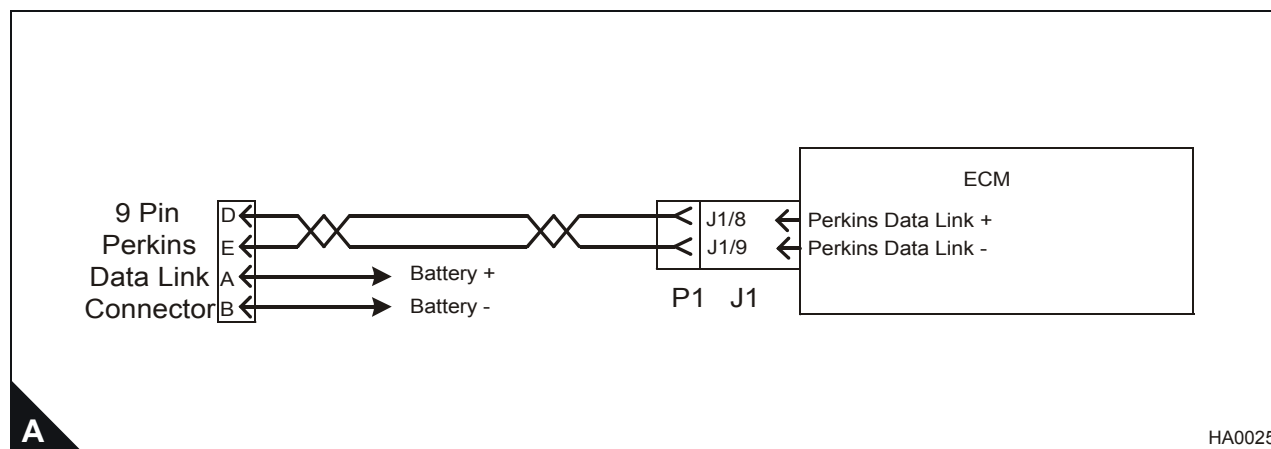 ECM
9 Pin
Perkins
Data Link
Connector
D
E
A
B
Battery +
Battery -
J1/8
J1/9
P1 J1
Perkins Data Link +
Perkins Data Link -
A
HA0025